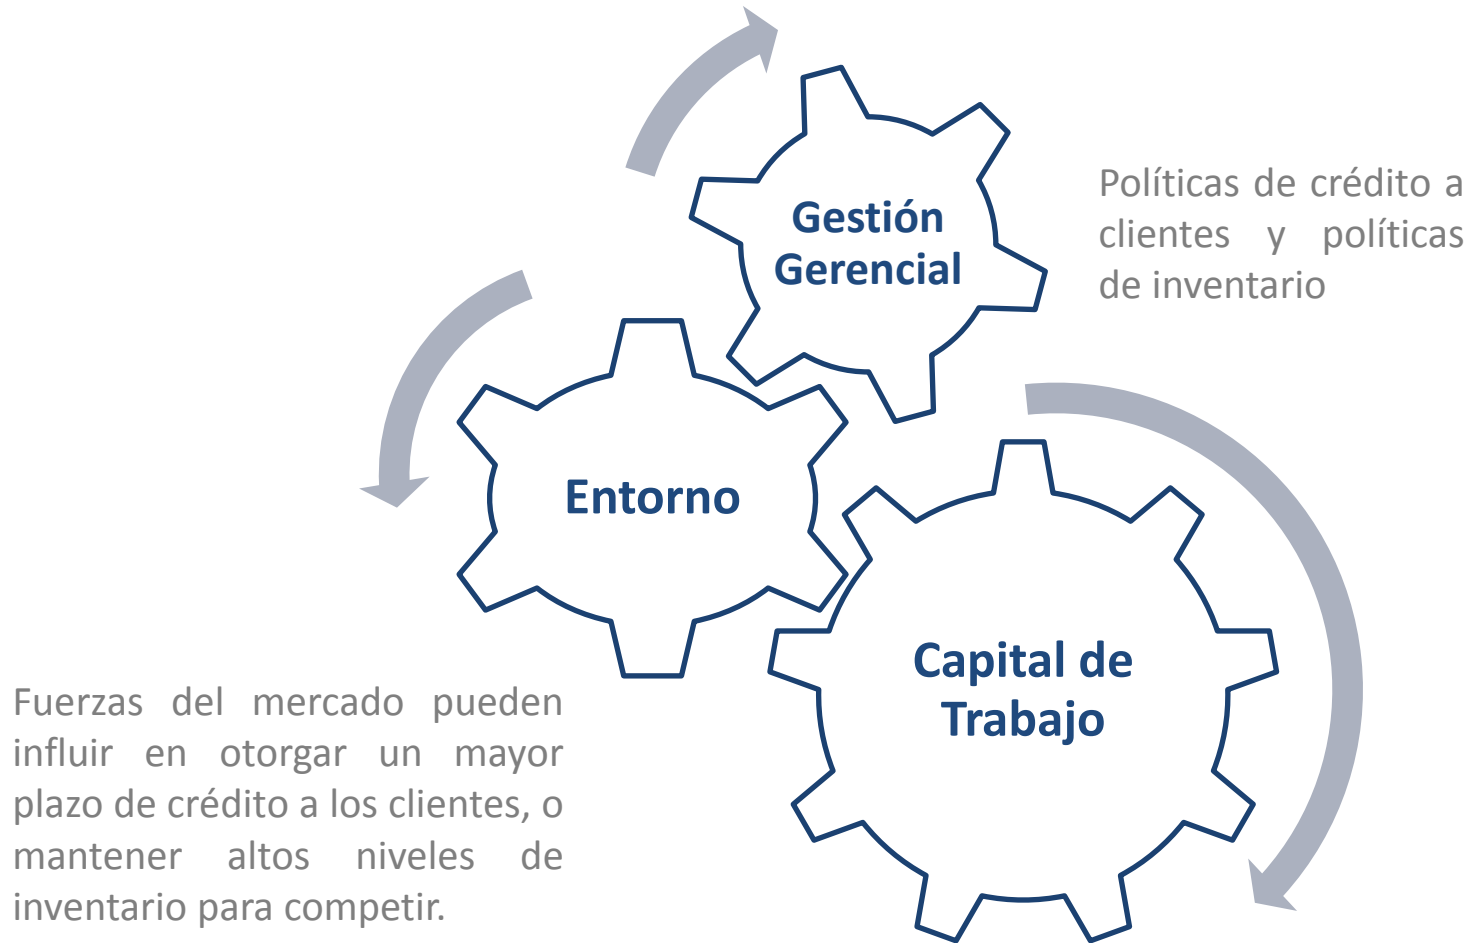 Gestión
Gerencial
Políticas de crédito a
clientes y políticas
de inventario
Entorno
Capital de
Trabajo
Fuerzas del mercado pueden
influir en otorgar un mayor
plazo de crédito a los clientes, o
mantener altos niveles de
inventario para competir.